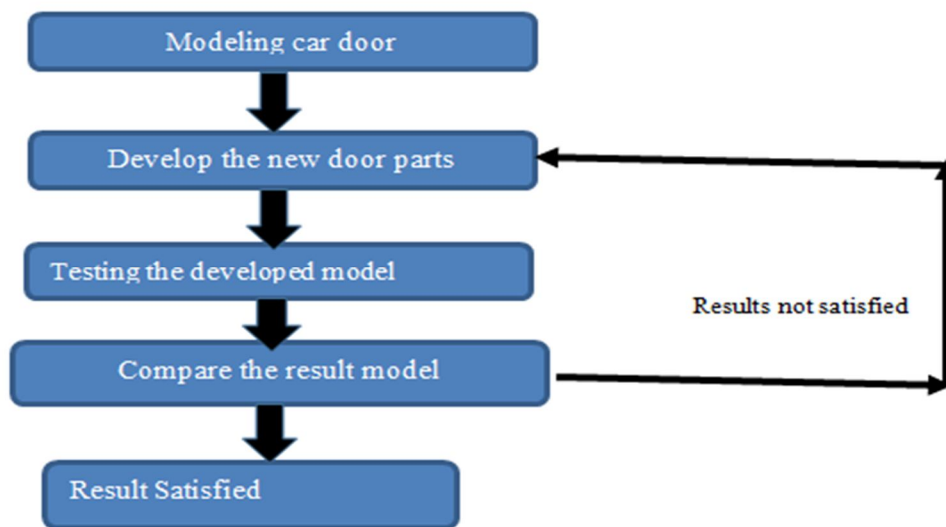 Modeling car door
Develop the new door parts
Testing the developed model
Results not satisfied
Compare the result model
Result Satisfied